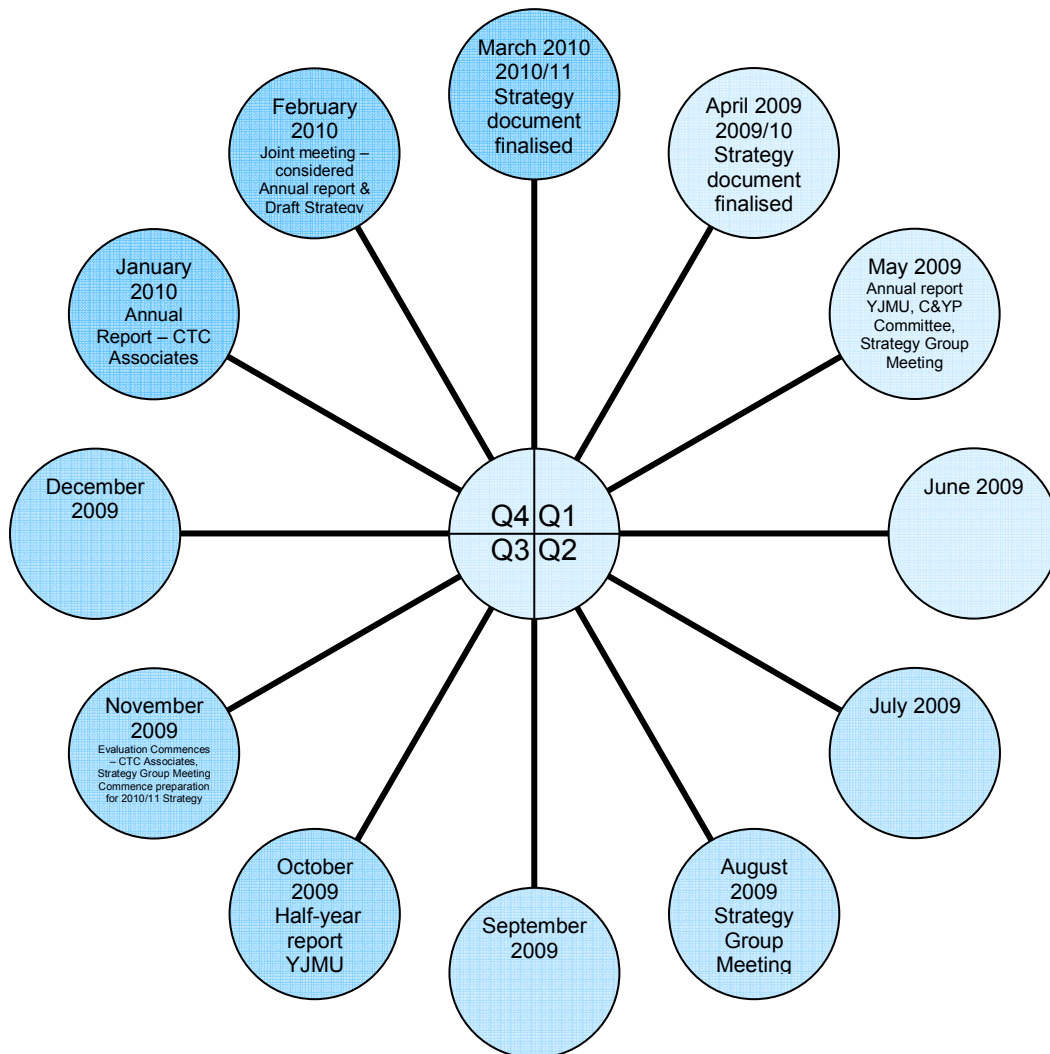 March 2010
2010/11
Strategy
document
finalised
April 2009
2009/10
Strategy
document
finalised
May 2009
Annual report
YJMU, C&YP
Committee,
Strategy Group
Meeting
June 2009
July 2009
August
2009
Strategy
Group
Meeting
September
2009
October
2009
Half-year
report
YJMU
November
2009
Evaluation Commences
– CTC Associates,
Strategy Group Meeting
Commence preparation
for 2010/11 Strategy
December
2009
January
2010
Annual
Report – CTC
Associates
February
2010
Joint meeting –
considered
Annual report &
Draft Strategy
Q4 Q1
Q3 Q2